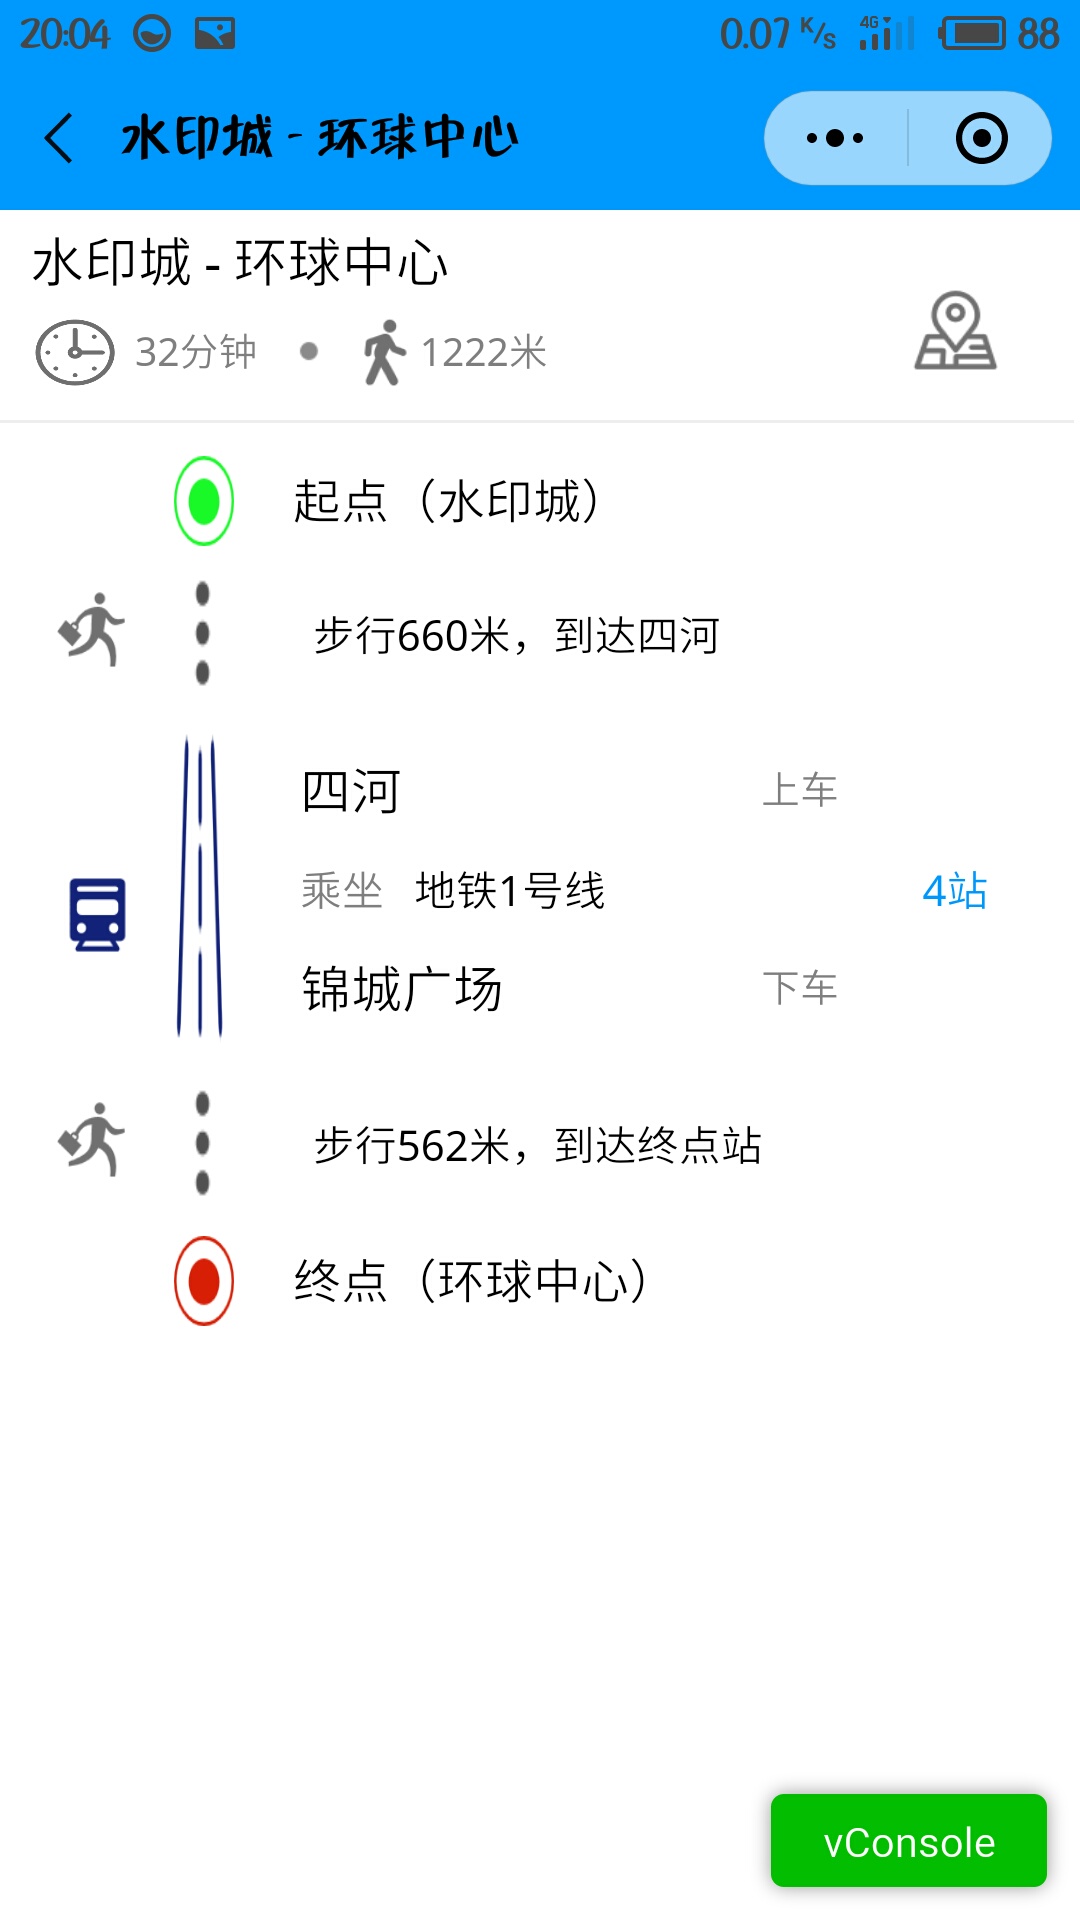 20:04 0.07 K/s 4G 88
水印城 - 环球中心
水印城 - 环球中心
32分钟 1222米
起点（水印城）
步行660米，到达四河
四河 上车
乘坐 地铁1号线 4站
锦城广场 下车
步行562米，到达终点站
终点（环球中心）
vConsole